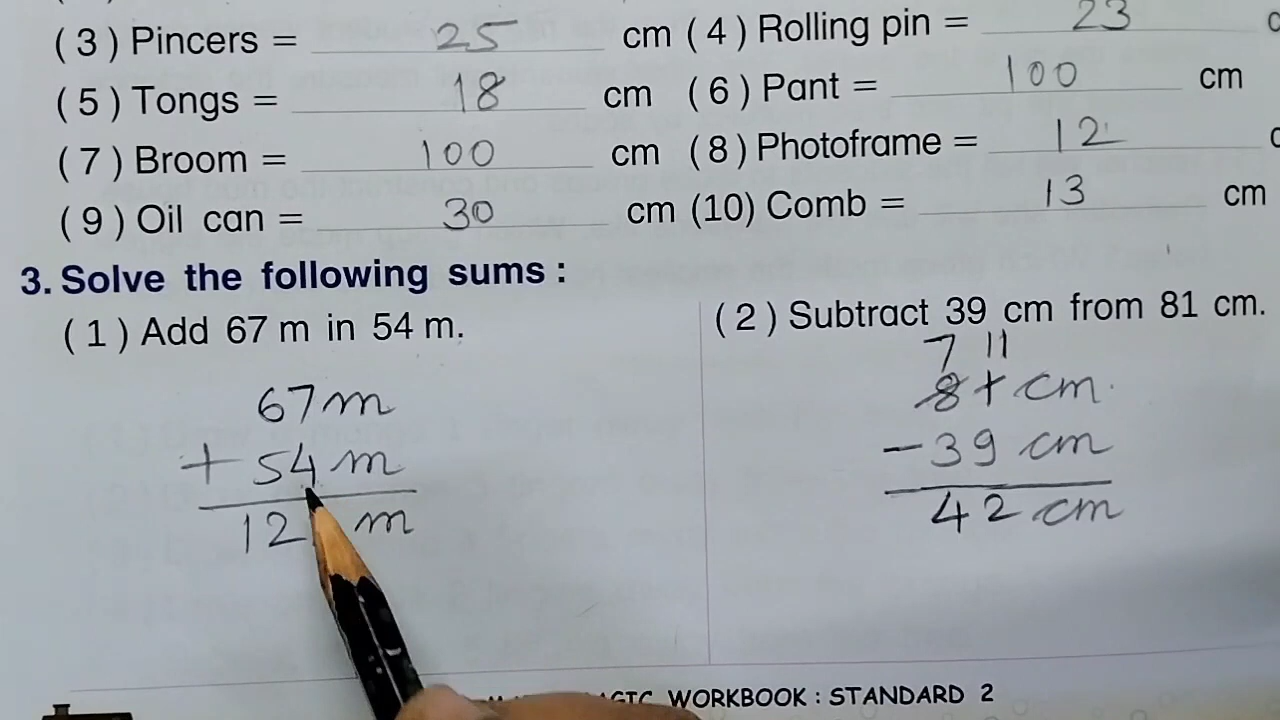 ( 3 ) Pincers = 25 cm ( 4 ) Rolling pin = 23
( 5 ) Tongs = 18 cm ( 6 ) Pant = 100 cm
( 7 ) Broom = 100 cm ( 8 ) Photoframe = 12
( 9 ) Oil can = 30 cm (10) Comb = 13 cm
3. Solve the following sums :
( 1 ) Add 67 m in 54 m.
67 m
+ 54 m
12 m
( 2 ) Subtract 39 cm from 81 cm.
7 11
81 cm
- 39 cm
42 cm
WORKBOOK : STANDARD 2